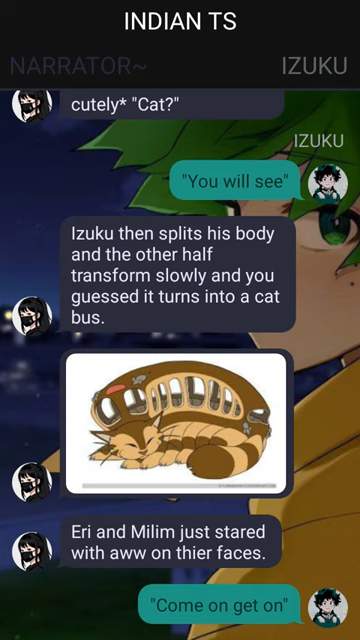 INDIAN TS
NARRATOR~ IZUKU
cutely* "Cat?"
IZUKU
"You will see"
Izuku then splits his body
and the other half
transform slowly and you
guessed it turns into a cat
bus.
Eri and Milim just stared
with aww on thier faces.
"Come on get on"